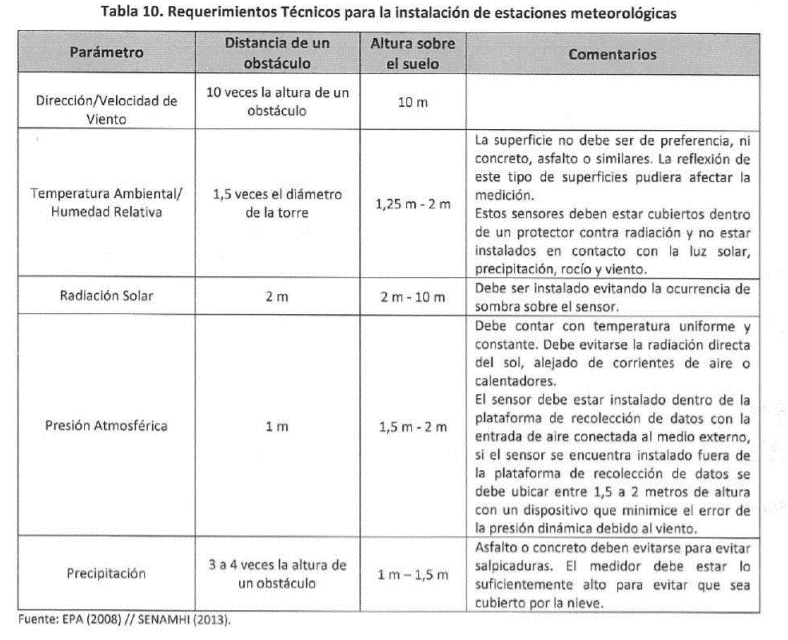 Tabla 10. Requerimientos Técnicos para la instalación de estaciones meteorológicas
Parámetro
Distancia de un
obstáculo
Altura sobre
el suelo
Comentarios
Dirección/Velocidad de
Viento
10 veces la altura de un
obstáculo
10 m
Temperatura Ambiental/
Humedad Relativa
1,5 veces el diámetro
de la torre
1,25 m - 2 m
La superficie no debe ser de preferencia, ni
concreto, asfalto o similares. La reflexión de
este tipo de superficies pudiera afectar la
medición.
Estos sensores deben estar cubiertos dentro
de un protector contra radiación y no estar
instalados en contacto con la luz solar,
precipitación, rocío y viento.
Radiación Solar
2 m
2 m - 10 m
Debe ser instalado evitando la ocurrencia de
sombra sobre el sensor.
Presión Atmosférica
1 m
1,5 m - 2 m
Debe contar con temperatura uniforme y
constante. Debe evitarse la radiación directa
del sol, alejado de corrientes de aire o
calentadores.
El sensor debe estar instalado dentro de la
plataforma de recolección de datos con la
entrada de aire conectada al medio externo,
si el sensor se encuentra instalado fuera de
la plataforma de recolección de datos se
debe ubicar entre 1,5 a 2 metros de altura
con un dispositivo que minimice el error de
la presión dinámica debido al viento.
Precipitación
3 a 4 veces la altura de
un obstáculo
1 m – 1,5 m
Asfalto o concreto deben evitarse para evitar
salpicaduras. El medidor debe estar lo
suficientemente alto para evitar que sea
cubierto por la nieve.
Fuente: EPA (2008) // SENAMHI (2013).